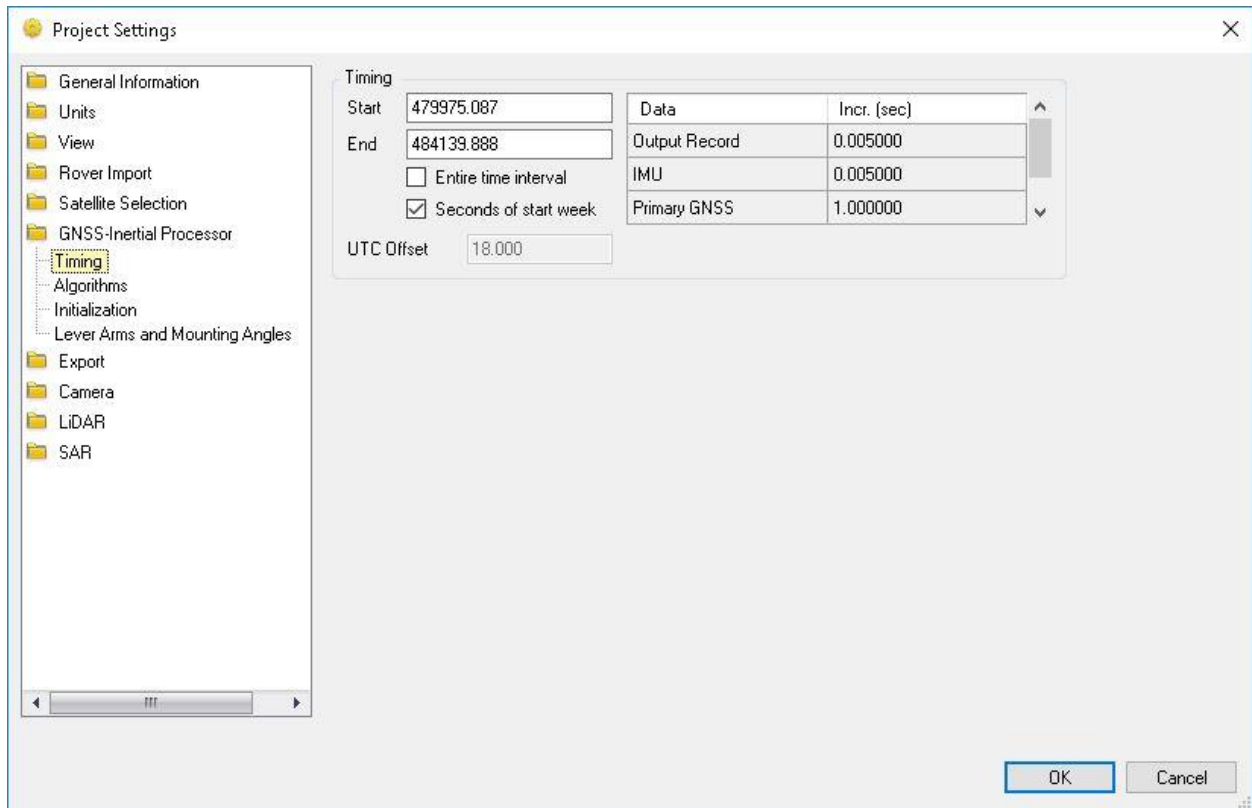 Project Settings
General Information
Units
View
Rover Import
Satellite Selection
GNSS-Inertial Processor
Timing
Algorithms
Initialization
Lever Arms and Mounting Angles
Export
Camera
LiDAR
SAR
Timing
Start 479975.087
End 484139.888
Entire time interval
Seconds of start week
UTC Offset 18.000
Data Incr. (sec)
Output Record 0.005000
IMU 0.005000
Primary GNSS 1.000000
OK Cancel